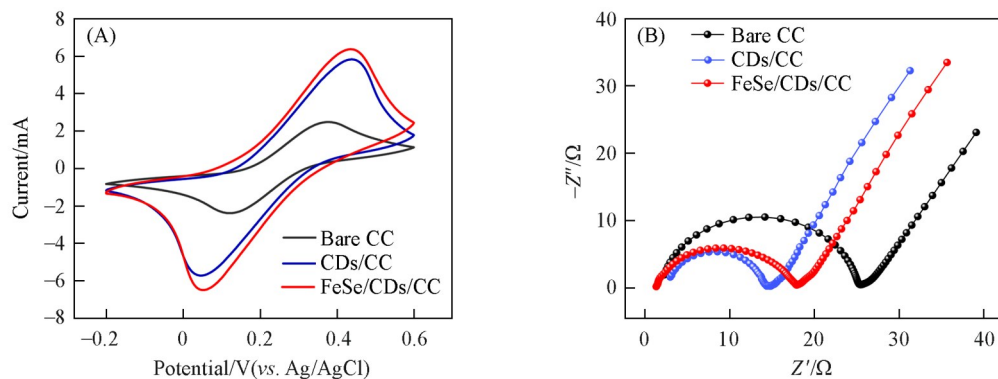 (A)
8
6
4
2
0
−2
−4
−6
−8
Current/mA
Bare CC
CDs/CC
FeSe/CDs/CC
−0.2
0
0.2
0.4
0.6
Potential/V(vs. Ag/AgCl)
(B)
Bare CC
CDs/CC
FeSe/CDs/CC
40
30
20
10
0
−Z″/Ω
0
10
20
30
40
Z′/Ω